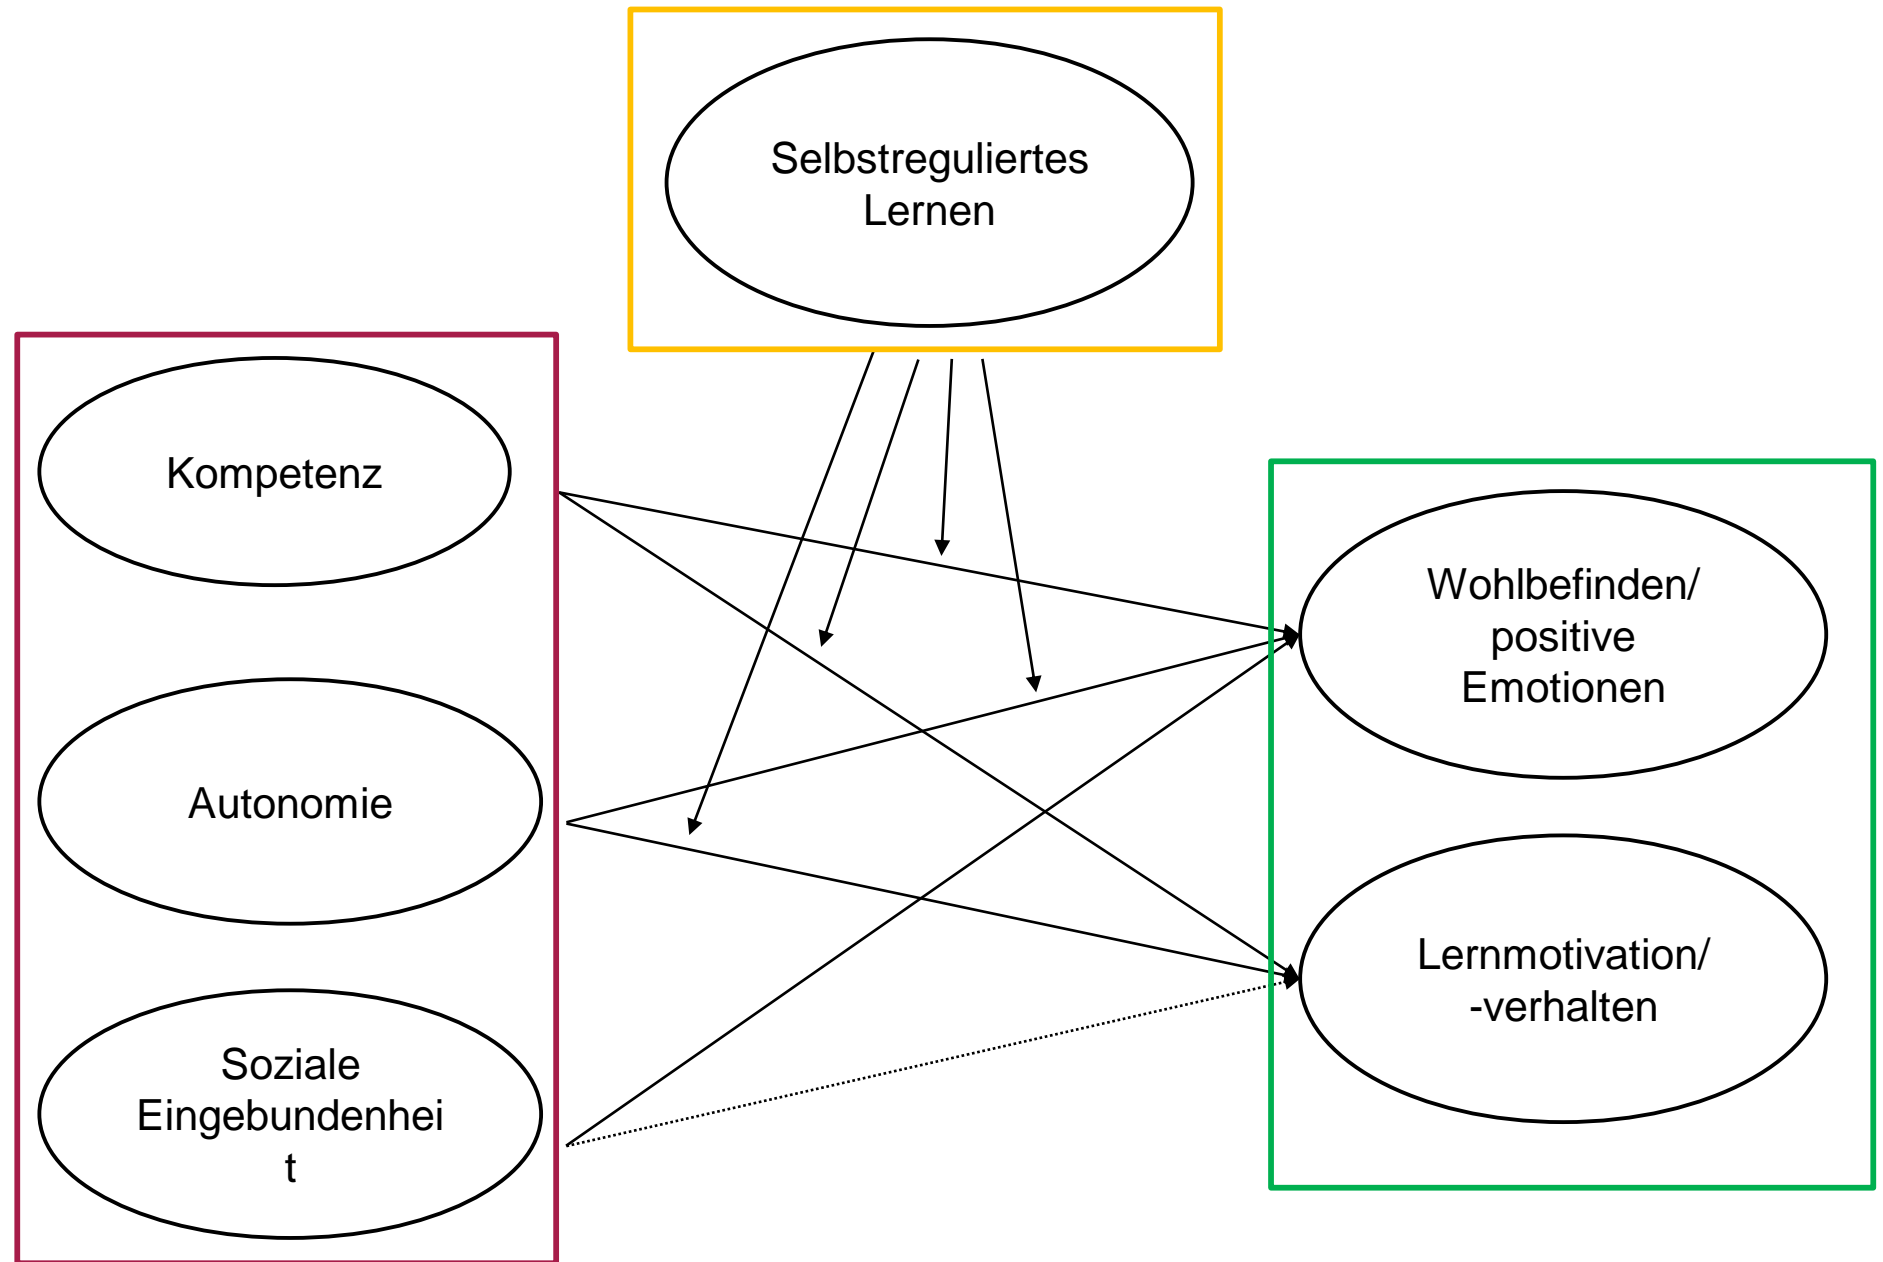 Selbstreguliertes
Lernen
Kompetenz
Autonomie
Soziale
Eingebundenhei
t
Wohlbefinden/
positive
Emotionen
Lernmotivation/
-verhalten